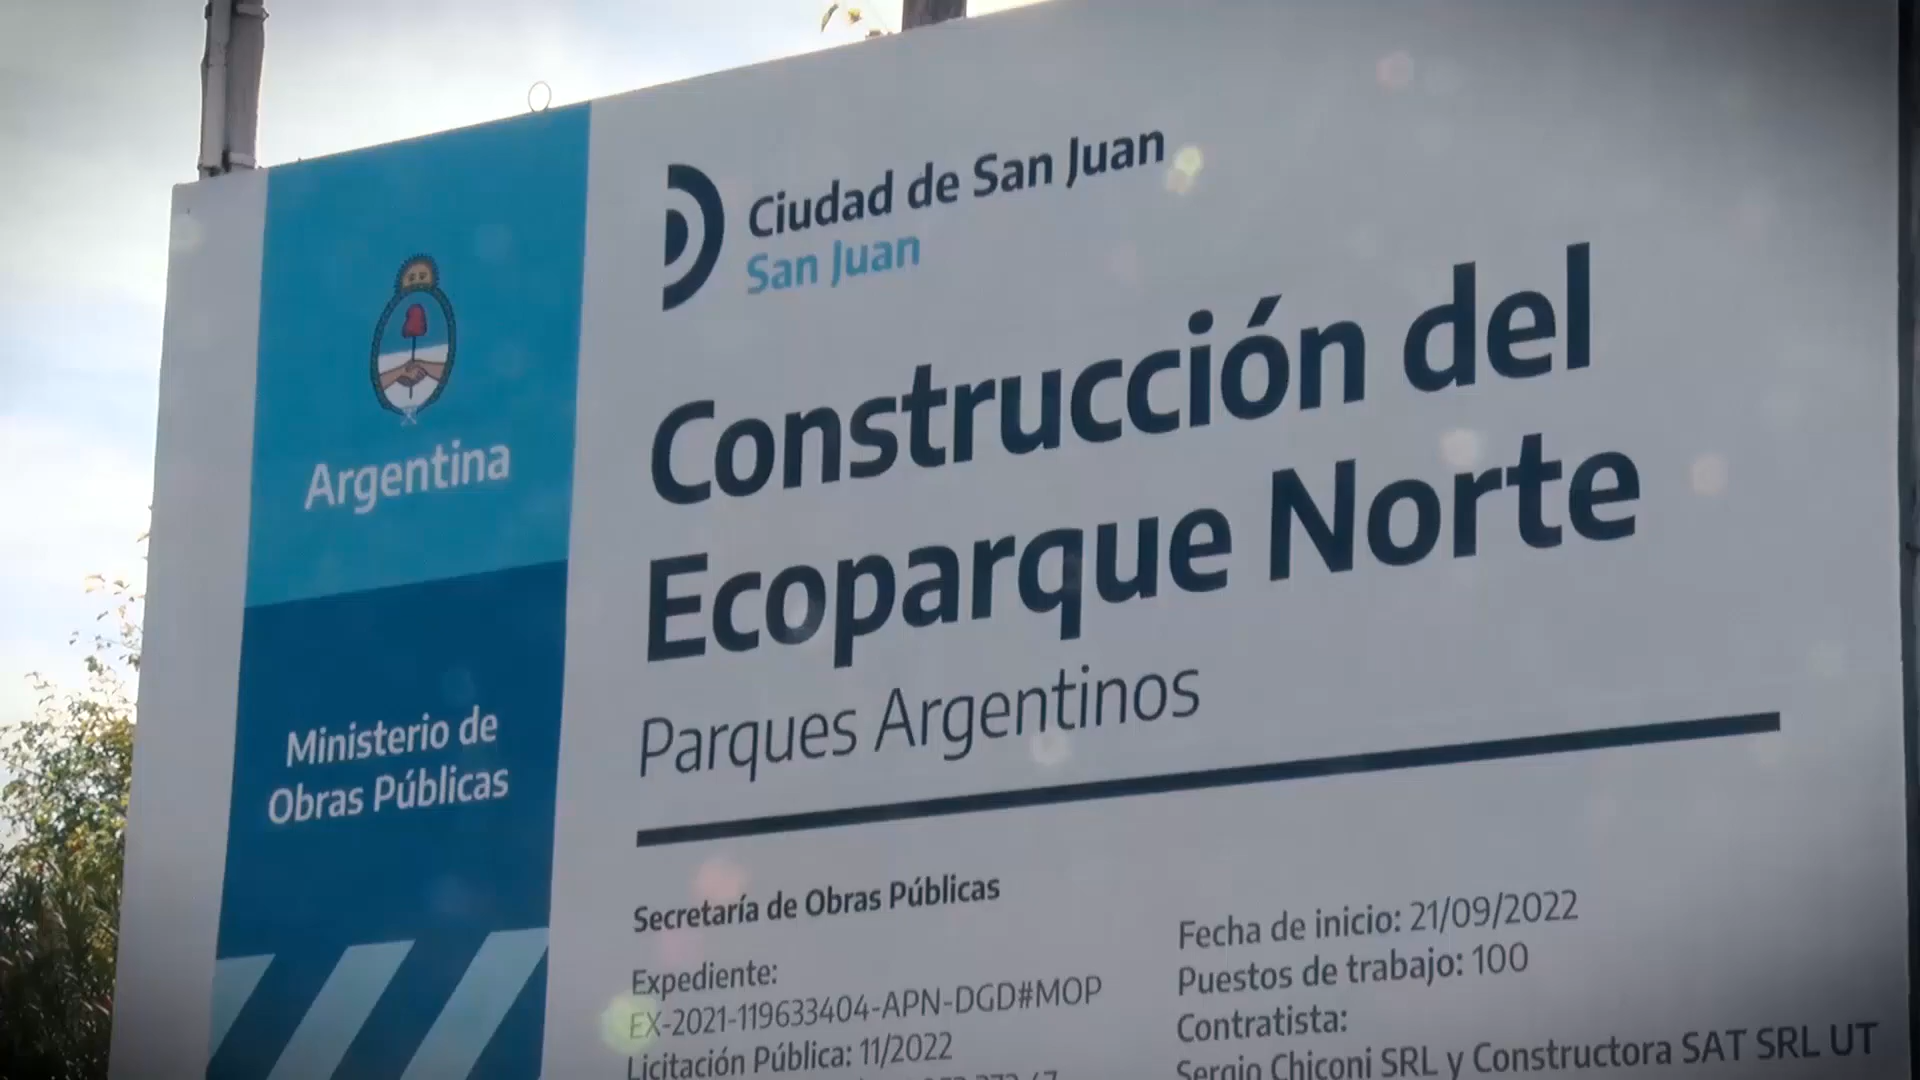 Argentina
Ministerio de
Obras Públicas
Ciudad de San Juan
San Juan
Construcción del
Ecoparque Norte
Parques Argentinos
Secretaría de Obras Públicas
Expediente:
EX-2021-119633404-APN-DGD#MOP
Licitación Pública: 11/2022
Fecha de inicio: 21/09/2022
Puestos de trabajo: 100
Contratista:
Sergio Chiconi SRL y Constructora SAT SRL UT